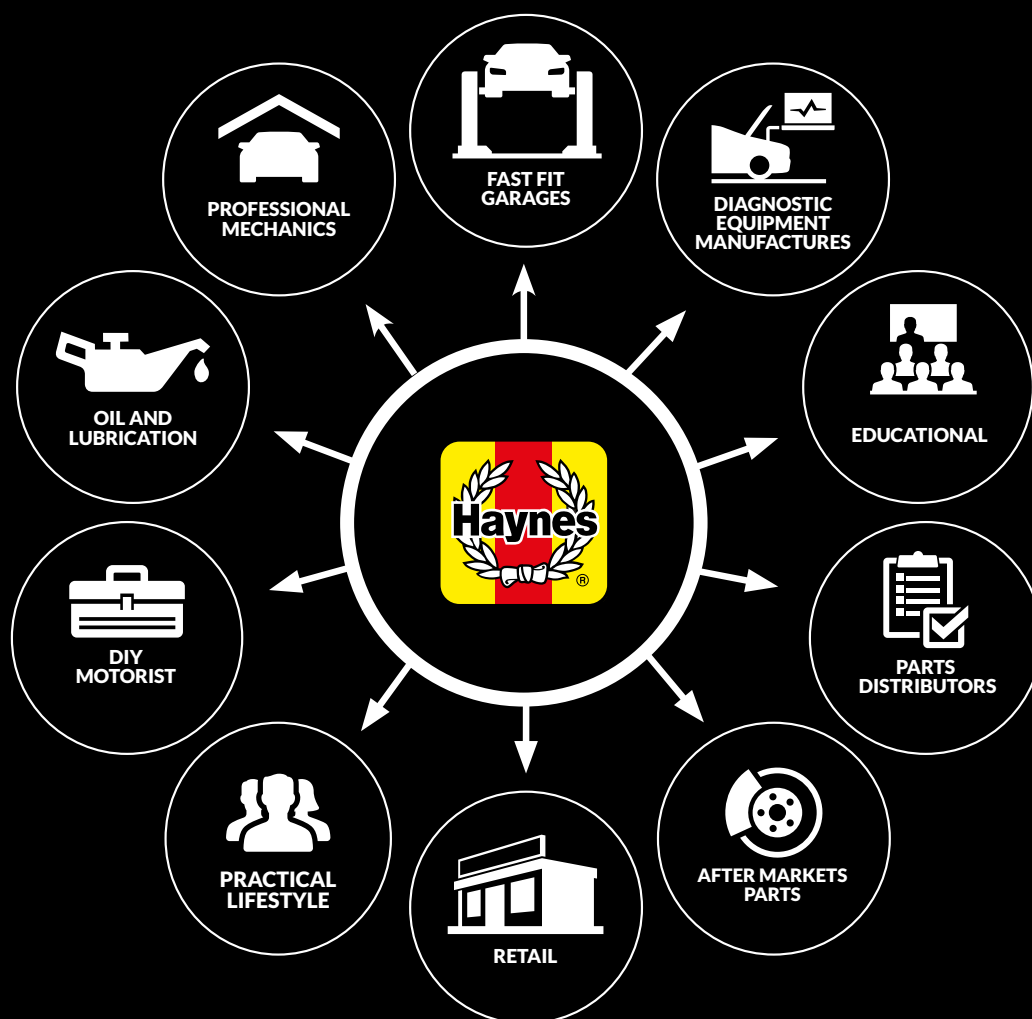 FAST FIT
GARAGES
PROFESSIONAL
MECHANICS
DIAGNOSTIC
EQUIPMENT
MANUFACTURES
OIL AND
LUBRICATION
EDUCATIONAL
Haynes
®
DIY
MOTORIST
PARTS
DISTRIBUTORS
PRACTICAL
LIFESTYLE
AFTER MARKETS
PARTS
RETAIL